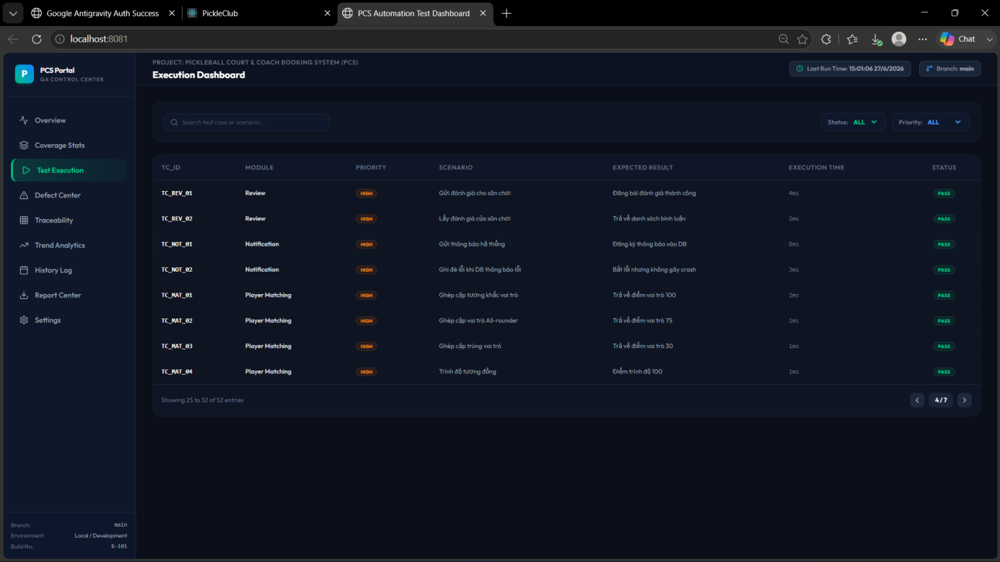 Google Antigravity Auth Success
PickleClub
PCS Automation Test Dashboard
localhost:8081
Chat
P
PCS Portal
QA CONTROL CENTER
PROJECT: PICKLEBALL COURT & COACH BOOKING SYSTEM (PCS)
Execution Dashboard
Last Run Time: 15:01:06 27/6/2026
Branch: main
Overview
Coverage Stats
Test Execution
Defect Center
Traceability
Trend Analytics
History Log
Report Center
Settings
Search test case or scenario...
Status: ALL
Priority: ALL
TC_ID MODULE PRIORITY SCENARIO EXPECTED RESULT EXECUTION TIME STATUS
TC_REV_01 Review HIGH Gửi đánh giá cho sân chơi Đăng bài đánh giá thành công 4ms PASS
TC_REV_02 Review HIGH Lấy đánh giá của sân chơi Trả về danh sách bình luận 2ms PASS
TC_NOT_01 Notification HIGH Gửi thông báo hệ thống Đăng ký thông báo vào DB 8ms PASS
TC_NOT_02 Notification HIGH Ghi đè lỗi khi DB thông báo lỗi Bắt lỗi nhưng không gây crash 3ms PASS
TC_MAT_01 Player Matching HIGH Ghép cặp tương khắc vai trò Trả về điểm vai trò 100 2ms PASS
TC_MAT_02 Player Matching HIGH Ghép cặp vai trò All-rounder Trả về điểm vai trò 75 1ms PASS
TC_MAT_03 Player Matching HIGH Ghép cặp trùng vai trò Trả về điểm vai trò 30 1ms PASS
TC_MAT_04 Player Matching HIGH Trình độ tương đồng Điểm trình độ 100 1ms PASS
Showing 25 to 32 of 52 entries
4 / 7
Branch: main
Environment: Local / Development
Build No: B-101